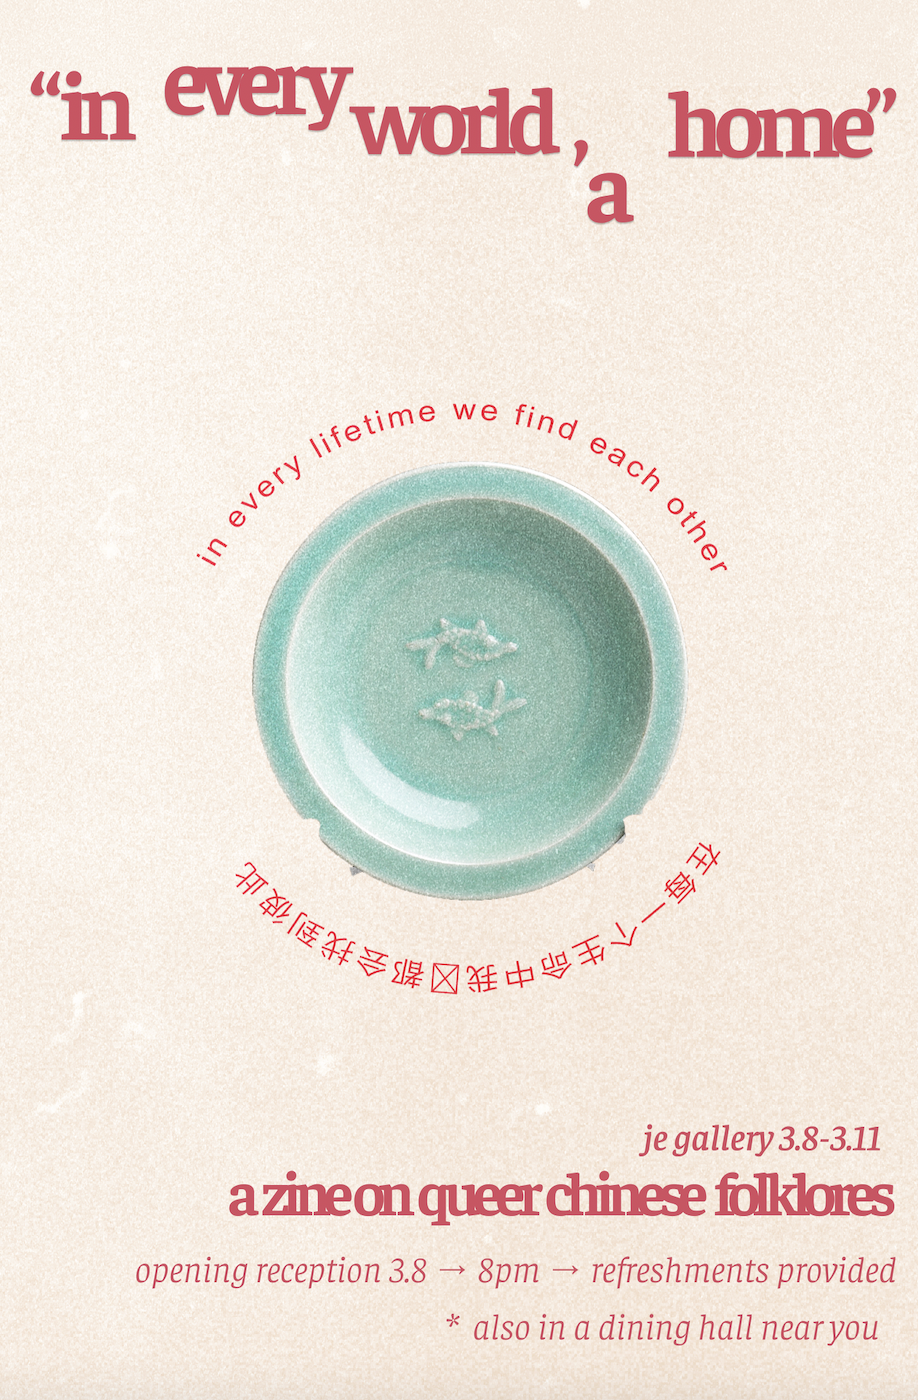 “in every world, a home”
in every lifetime we find each other
在每一个生命中我☒都会找到彼此
je gallery 3.8-3.11
a zine on queer chinese folklores
opening reception 3.8 → 8pm → refreshments provided
* also in a dining hall near you